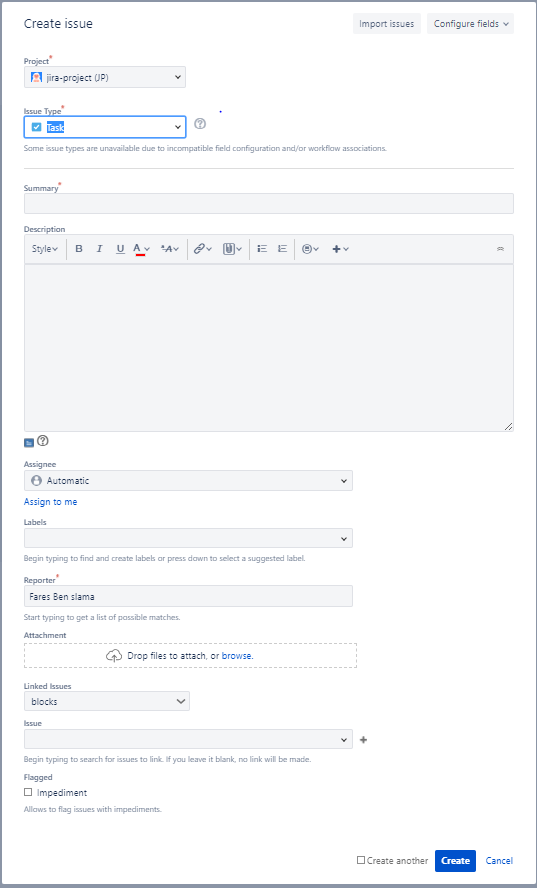 Create issue Import issues Configure fields
Project*
jira-project (JP)
Issue Type*
Task
Some issue types are unavailable due to incompatible field configuration and/or workflow associations.
Summary*
Description
Style B I U A ᵃA
Assignee
Automatic
Assign to me
Labels
Begin typing to find and create labels or press down to select a suggested label.
Reporter*
Fares Ben slama
Start typing to get a list of possible matches.
Attachment
Drop files to attach, or browse.
Linked Issues
blocks
Issue
Begin typing to search for issues to link. If you leave it blank, no link will be made.
Flagged
Impediment
Allows to flag issues with impediments.
Create another Create Cancel